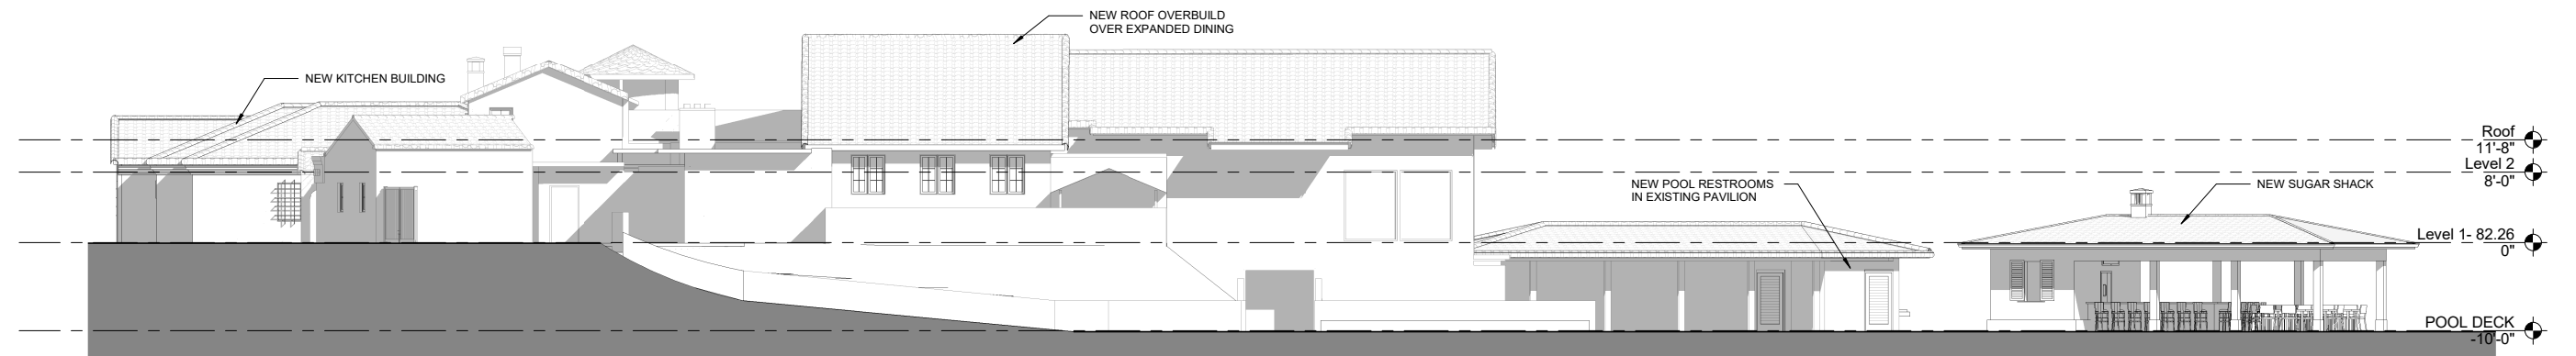 NEW ROOF OVERBUILD
OVER EXPANDED DINING
NEW KITCHEN BUILDING
Roof
11'-8"
Level 2
8'-0"
NEW POOL RESTROOMS
IN EXISTING PAVILION
NEW SUGAR SHACK
Level 1- 82.26
0"
POOL DECK
-10'-0"